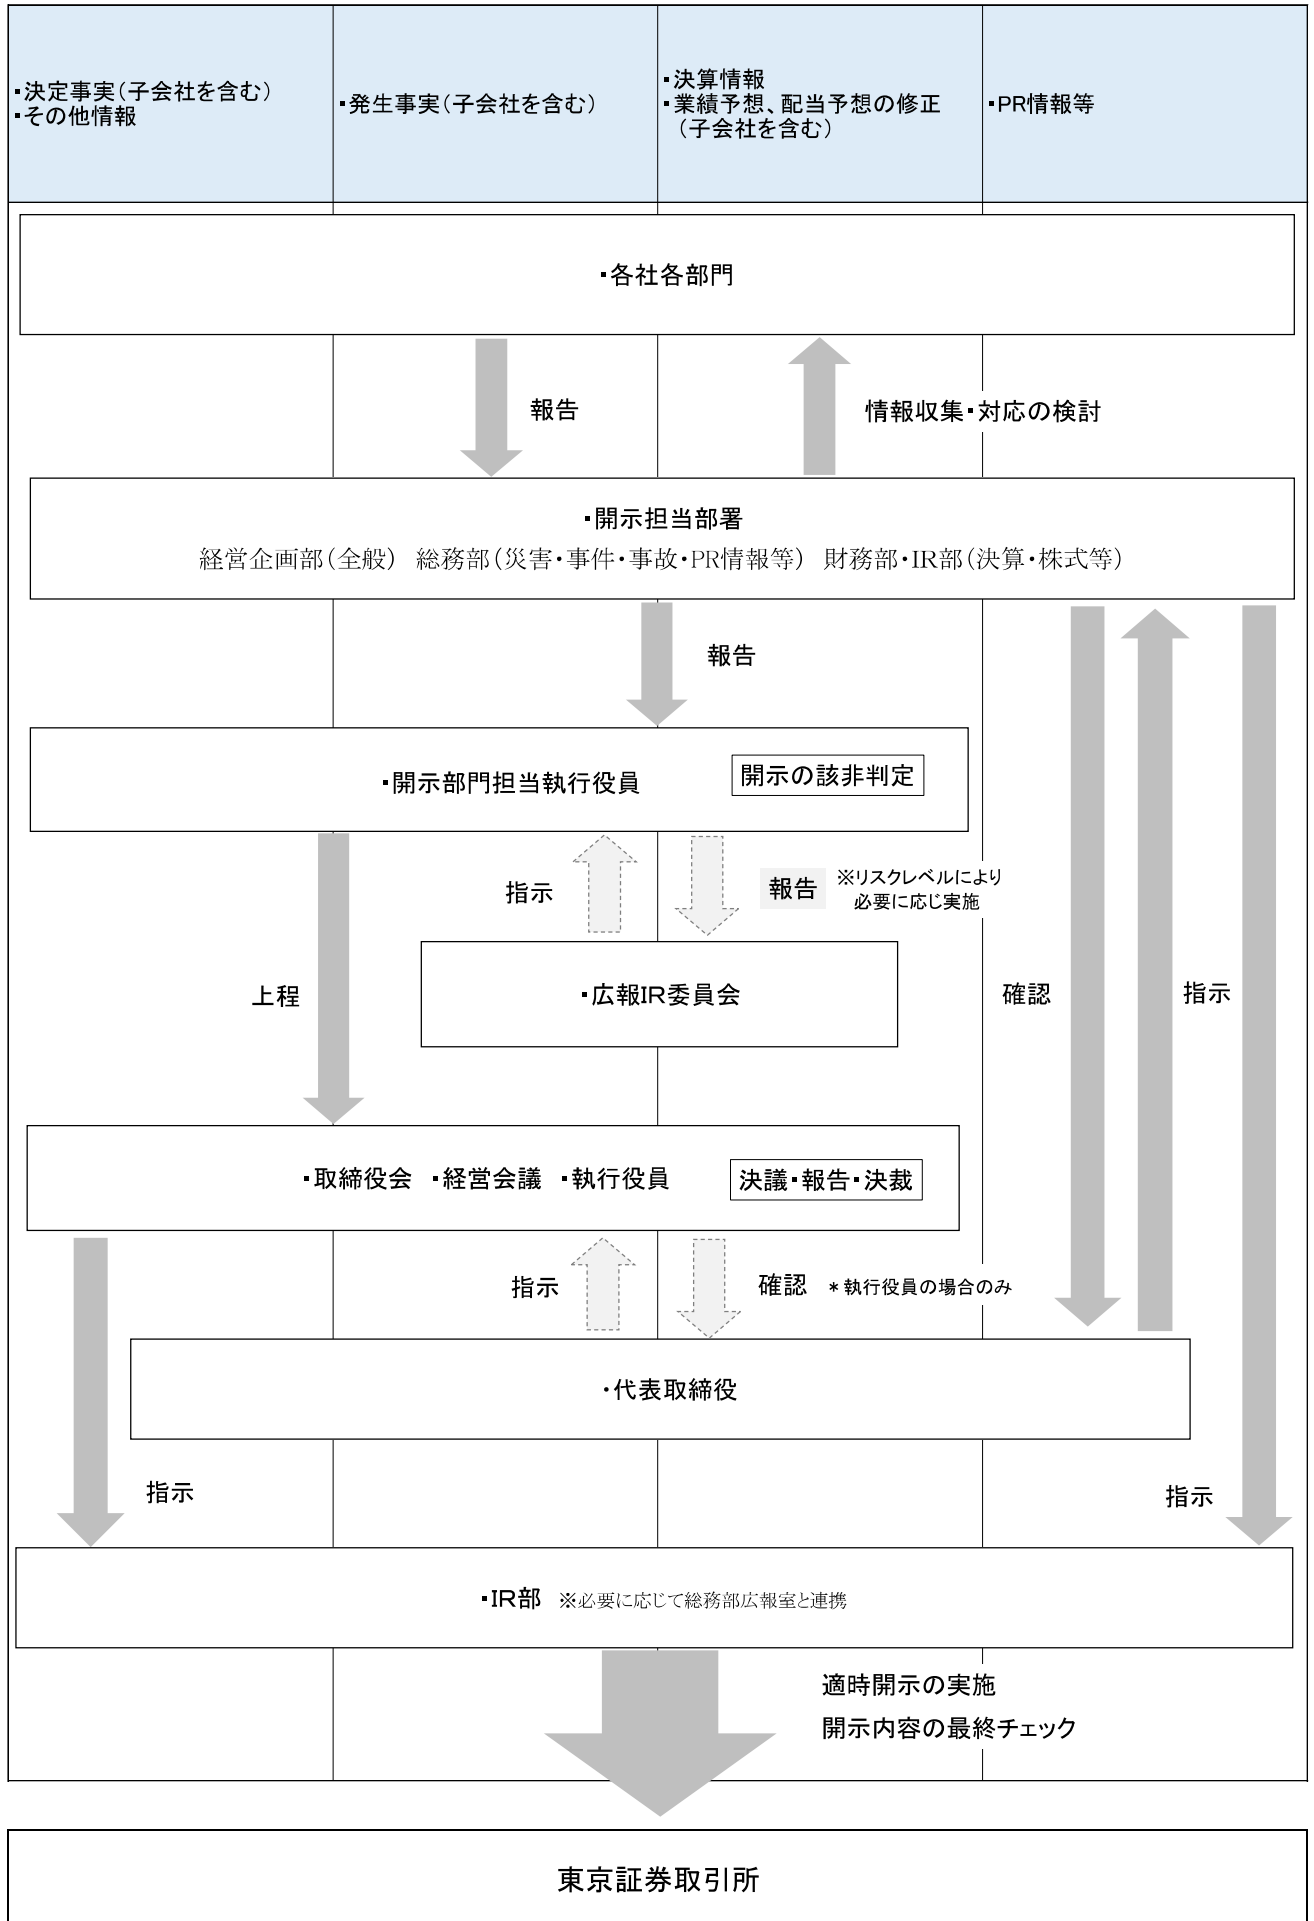 ・決定事実(子会社を含む)
・その他情報
・発生事実(子会社を含む)
・決算情報
・業績予想、配当予想の修正
(子会社を含む)
・PR情報等
・各社各部門
報告
情報収集・対応の検討
・開示担当部署
経営企画部(全般) 総務部(災害・事件・事故・PR情報等) 財務部・IR部(決算・株式等)
報告
・開示部門担当執行役員
開示の該非判定
指示
報告
※リスクレベルにより
必要に応じ実施
上程
・広報IR委員会
確認
指示
・取締役会 ・経営会議 ・執行役員
決議・報告・決裁
指示
確認 *執行役員の場合のみ
・代表取締役
指示
指示
・IR部 ※必要に応じて総務部広報室と連携
適時開示の実施
開示内容の最終チェック
東京証券取引所